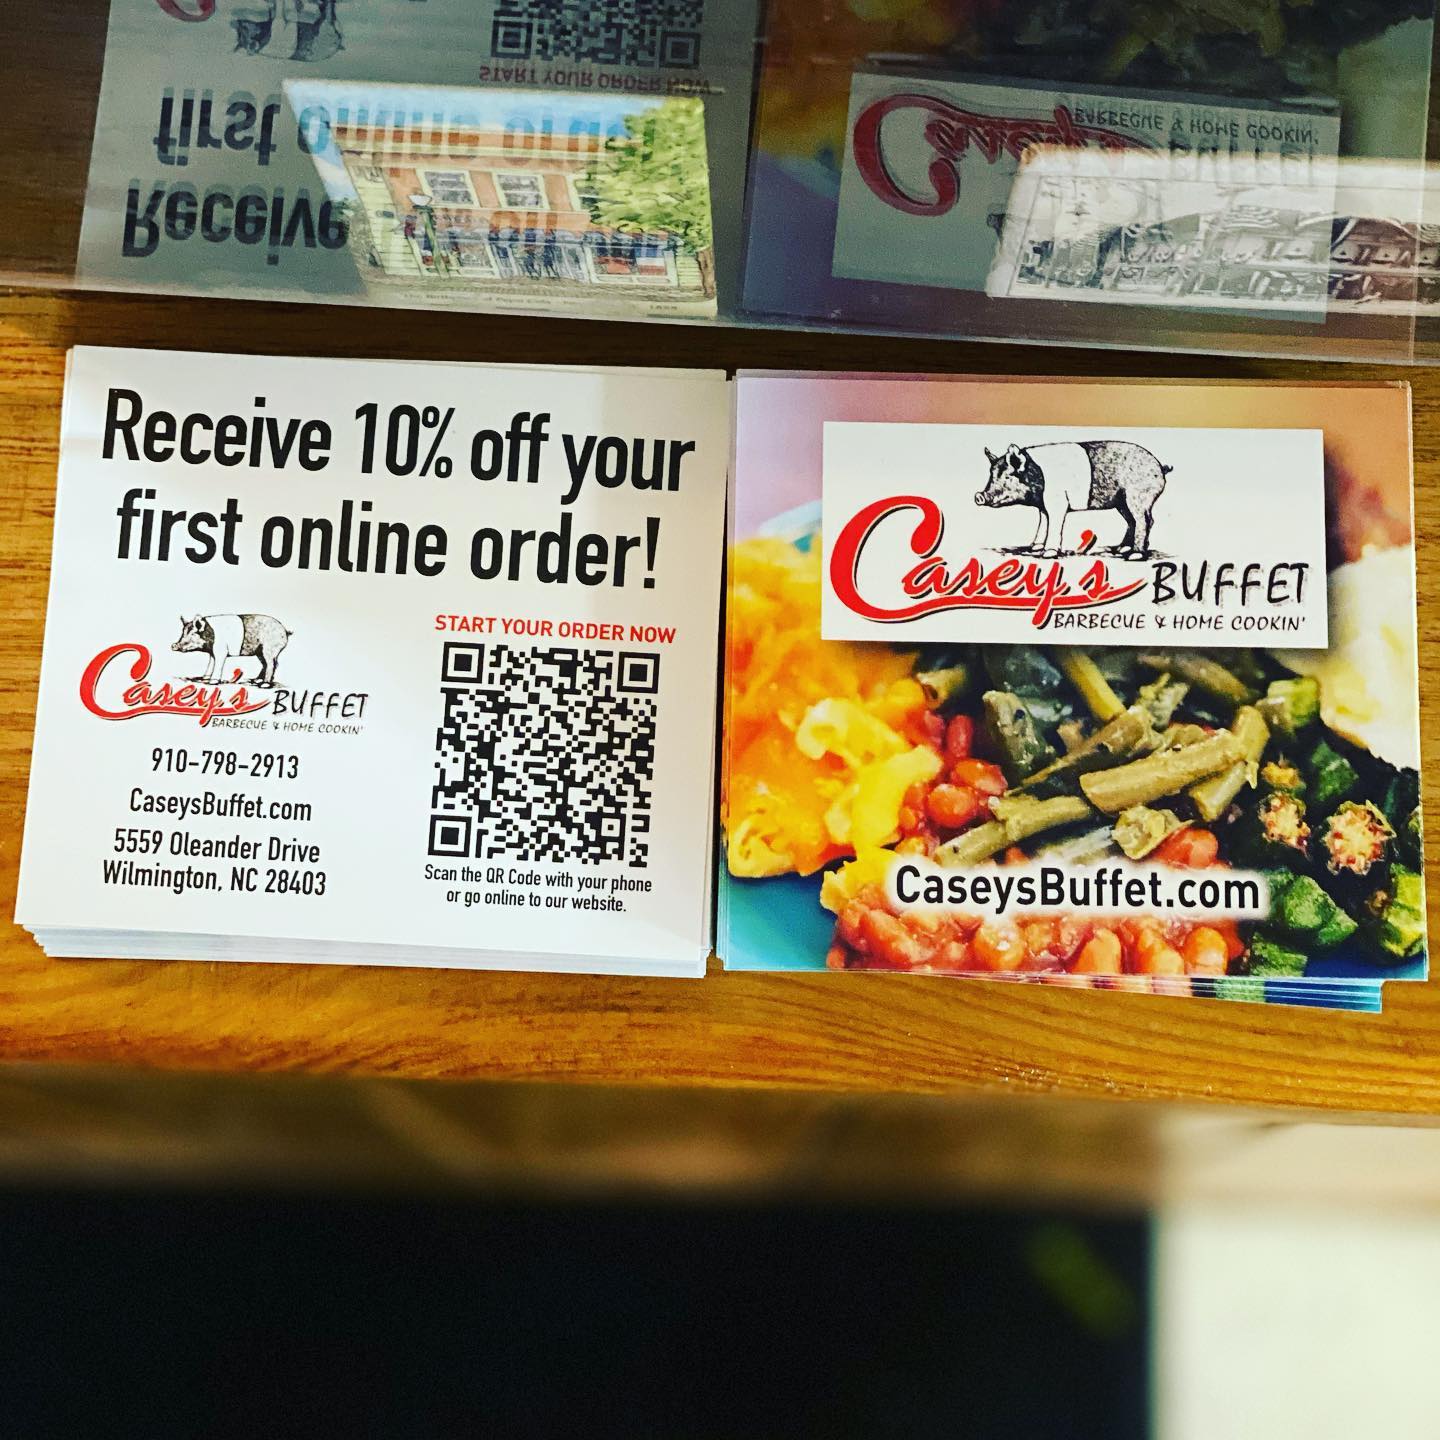 Receive 10% off your
first online order!
Casey's BUFFET
BARBECUE & HOME COOKIN'
910-798-2913
CaseysBuffet.com
5559 Oleander Drive
Wilmington, NC 28403
START YOUR ORDER NOW
Scan the QR Code with your phone
or go online to our website.
Casey's BUFFET
BARBECUE & HOME COOKIN'
CaseysBuffet.com